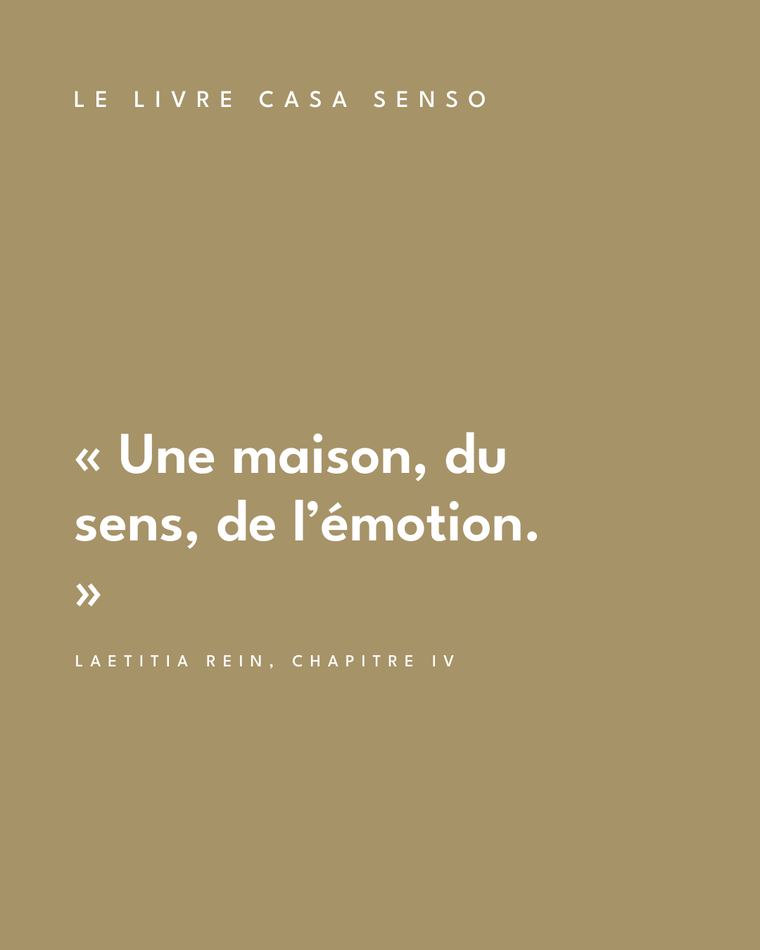 LE LIVRE CASA SENSO
« Une maison, du
sens, de l’émotion.
»
LAETITIA REIN, CHAPITRE IV